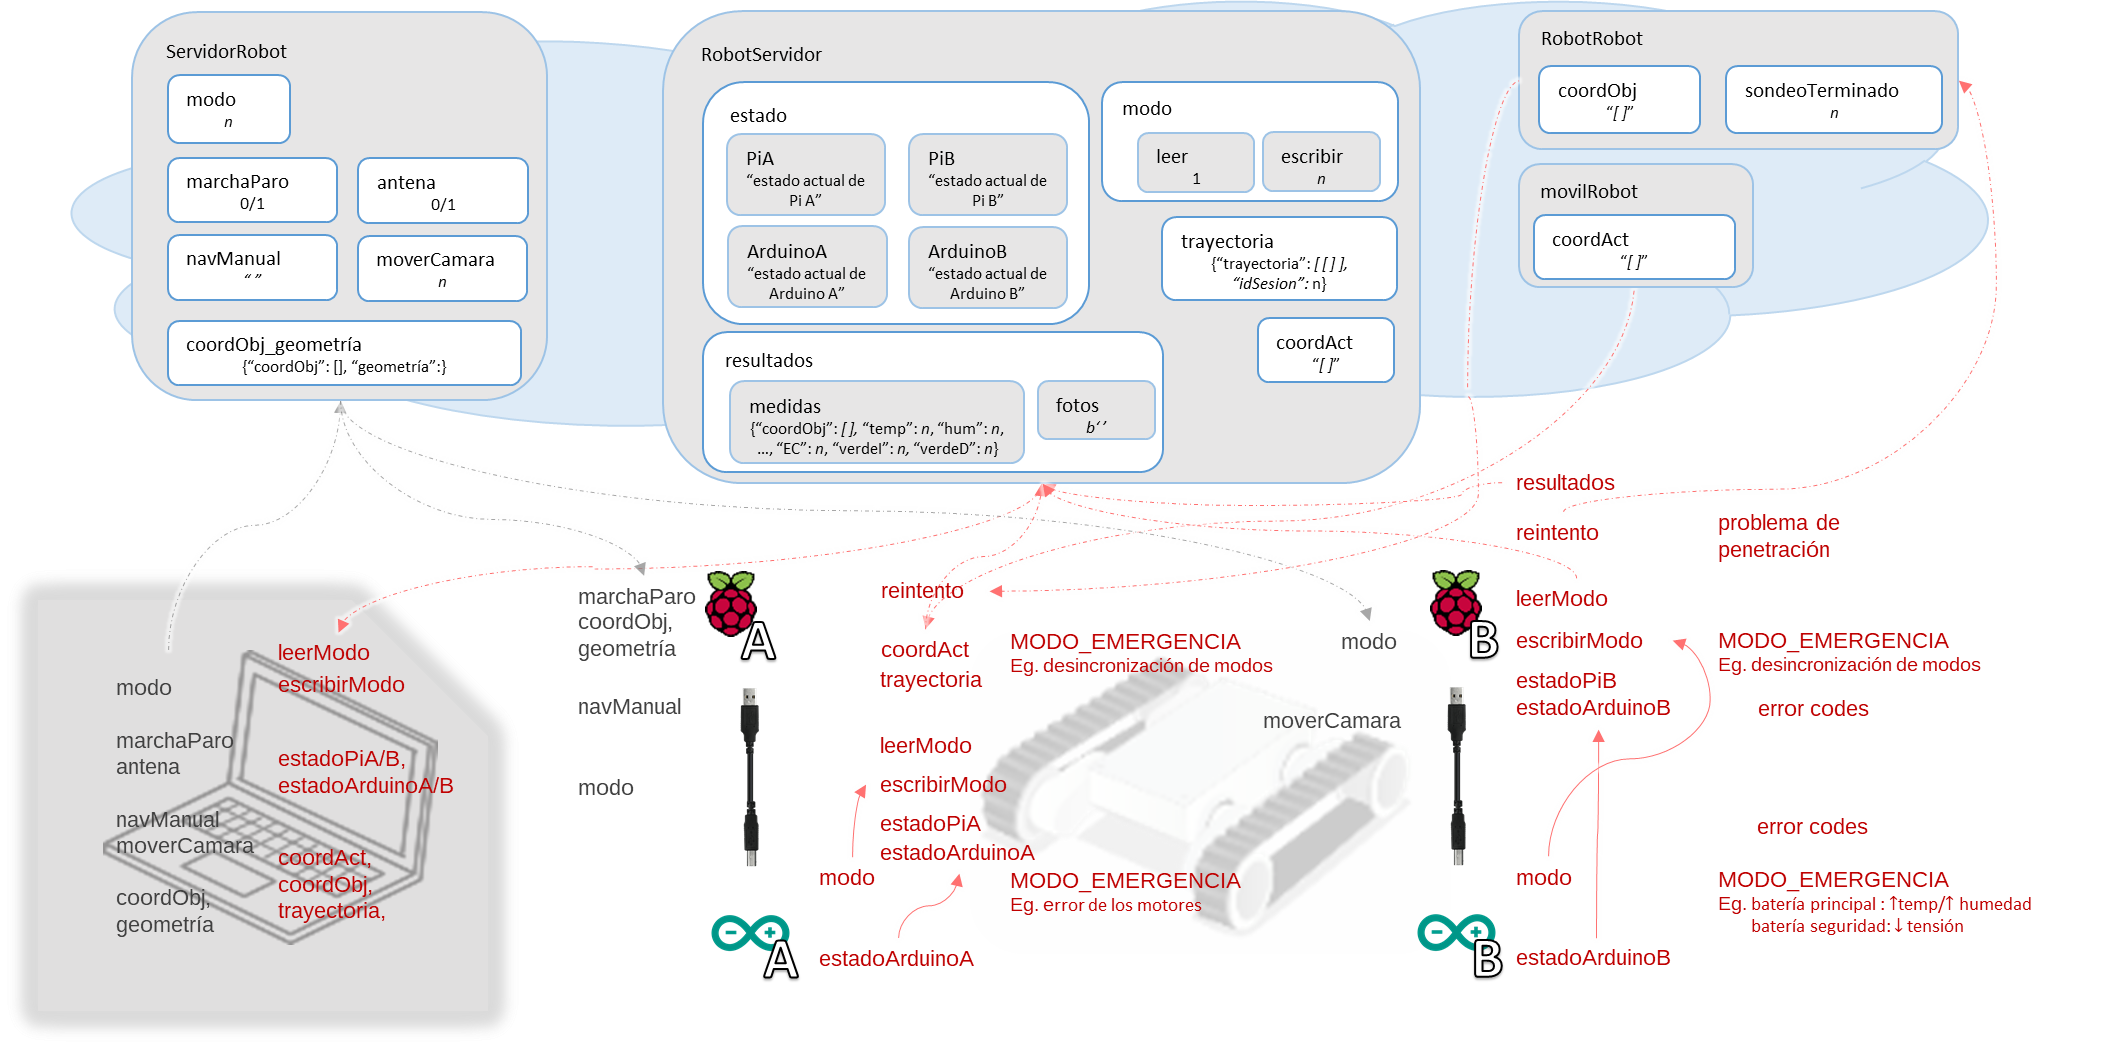 ServidorRobot
modo
n
marchaParo
0/1
antena
0/1
navManual
“ ”
moverCamara
n
coordObj_geometría
{“coordObj”: [], “geometría”:}
RobotServidor
estado
PiA
“estado actual de
Pi A”
PiB
“estado actual de
Pi B”
ArduinoA
“estado actual de
Arduino A”
ArduinoB
“estado actual de
Arduino B”
modo
leer
1
escribir
n
trayectoria
{“trayectoria”: [ [ ] ],
“idSesion”: n}
coordAct
“[ ]”
resultados
medidas
{“coordObj”: [ ], “temp”: n, “hum”: n,
…, “EC”: n, “verdeI”: n, “verdeD”: n}
fotos
b‘ ’
RobotRobot
coordObj
“[ ]”
sondeoTerminado
n
movilRobot
coordAct
“[ ]”
modo
marchaParo
antena
navManual
moverCamara
coordObj,
geometría
leerModo
escribirModo
estadoPiA/B,
estadoArduinoA/B
coordAct,
coordObj,
trayectoria,
marchaParo
coordObj,
geometría
navManual
modo
A
A
reintento
coordAct
trayectoria
MODO_EMERGENCIA
Eg. desincronización de modos
leerModo
escribirModo
estadoPiA
estadoArduinoA
modo
MODO_EMERGENCIA
Eg. error de los motores
estadoArduinoA
modo
moverCamara
B
B
resultados
reintento
problema de
penetración
leerModo
escribirModo
MODO_EMERGENCIA
Eg. desincronización de modos
estadoPiB
estadoArduinoB
error codes
error codes
modo
MODO_EMERGENCIA
Eg. batería principal : ↑temp/↑ humedad
batería seguridad: ↓ tensión
estadoArduinoB